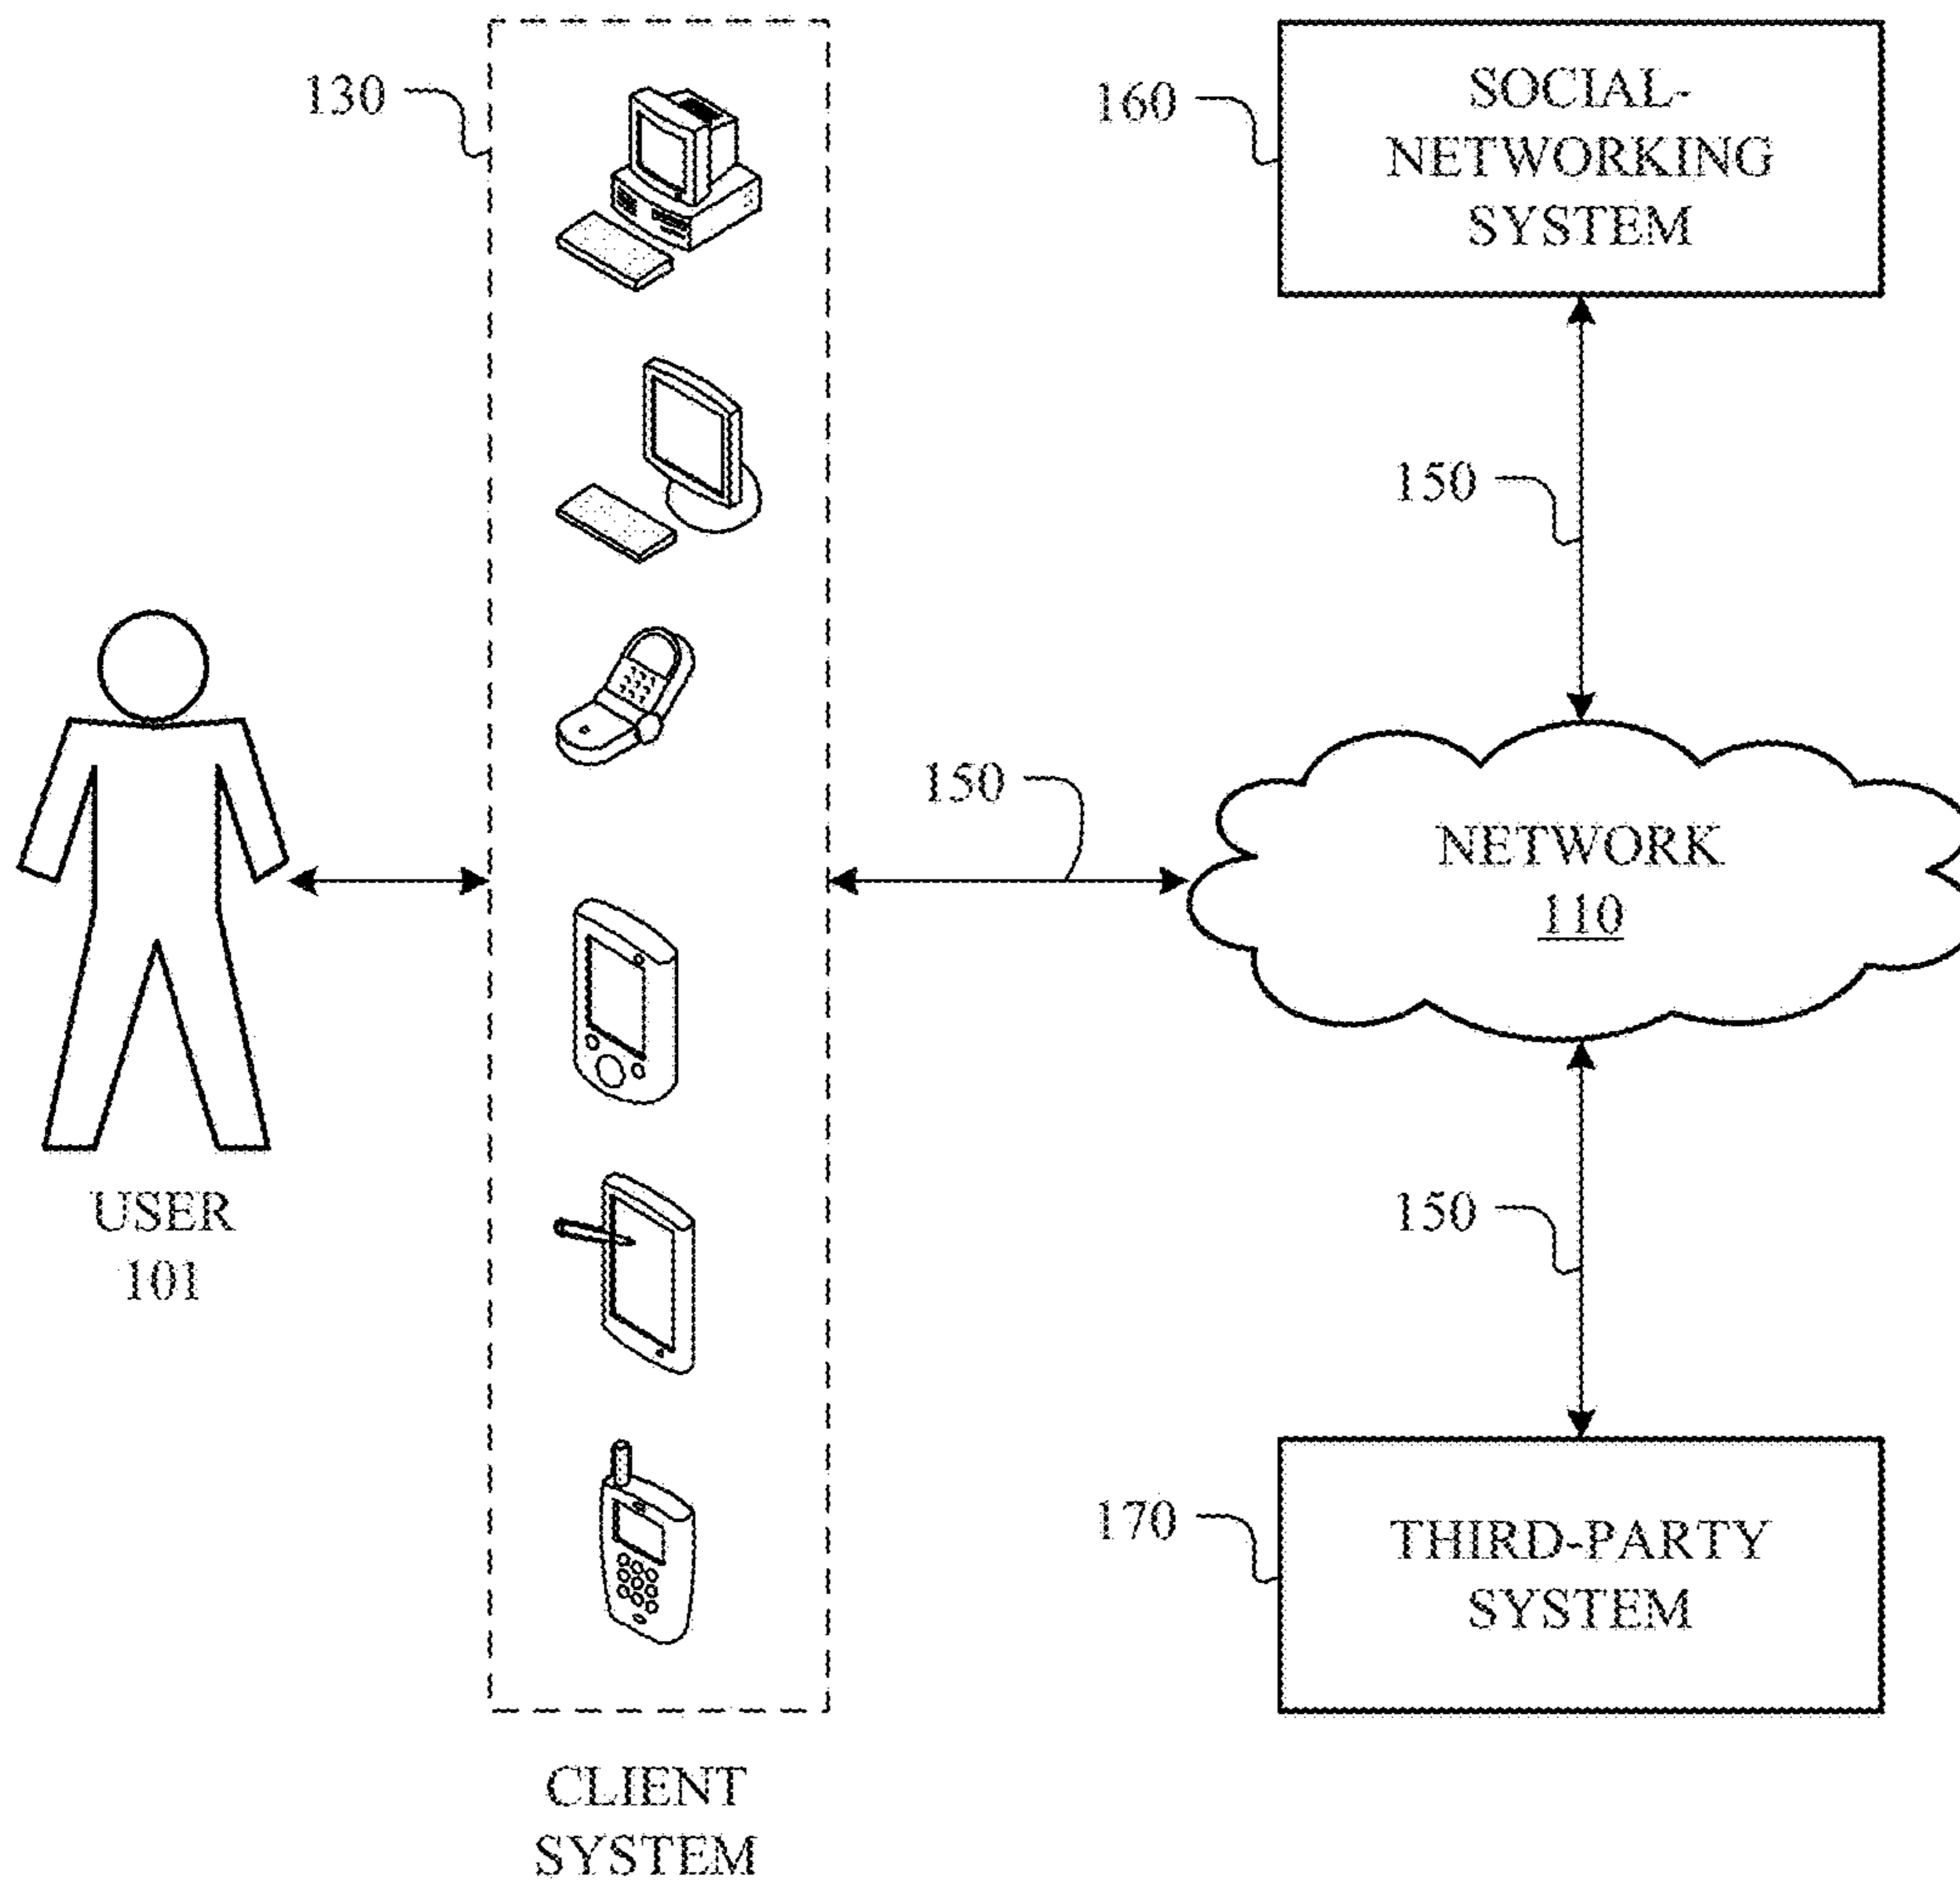 130
160
SOCIAL-
NETWORKING
SYSTEM
150
150
NETWORK
110
USER
101
150
170
THIRD-PARTY
SYSTEM
CLIENT
SYSTEM